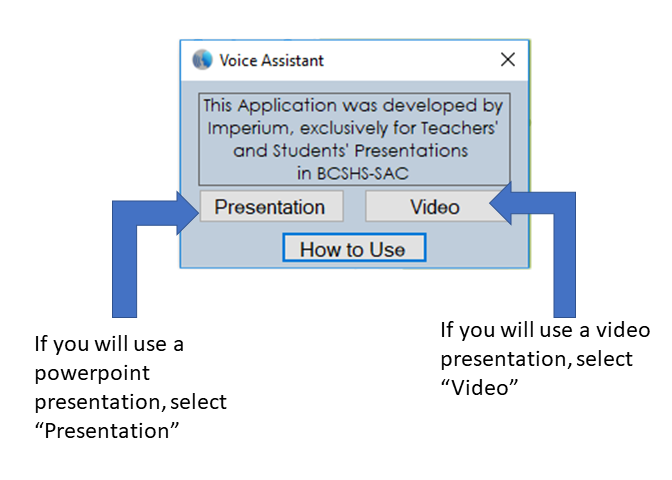 Voice Assistant
This Application was developed by
Imperium, exclusively for Teachers'
and Students' Presentations
in BCSHS-SAC
Presentation
Video
How to Use
If you will use a
powerpoint
presentation, select
“Presentation”
If you will use a video
presentation, select
“Video”